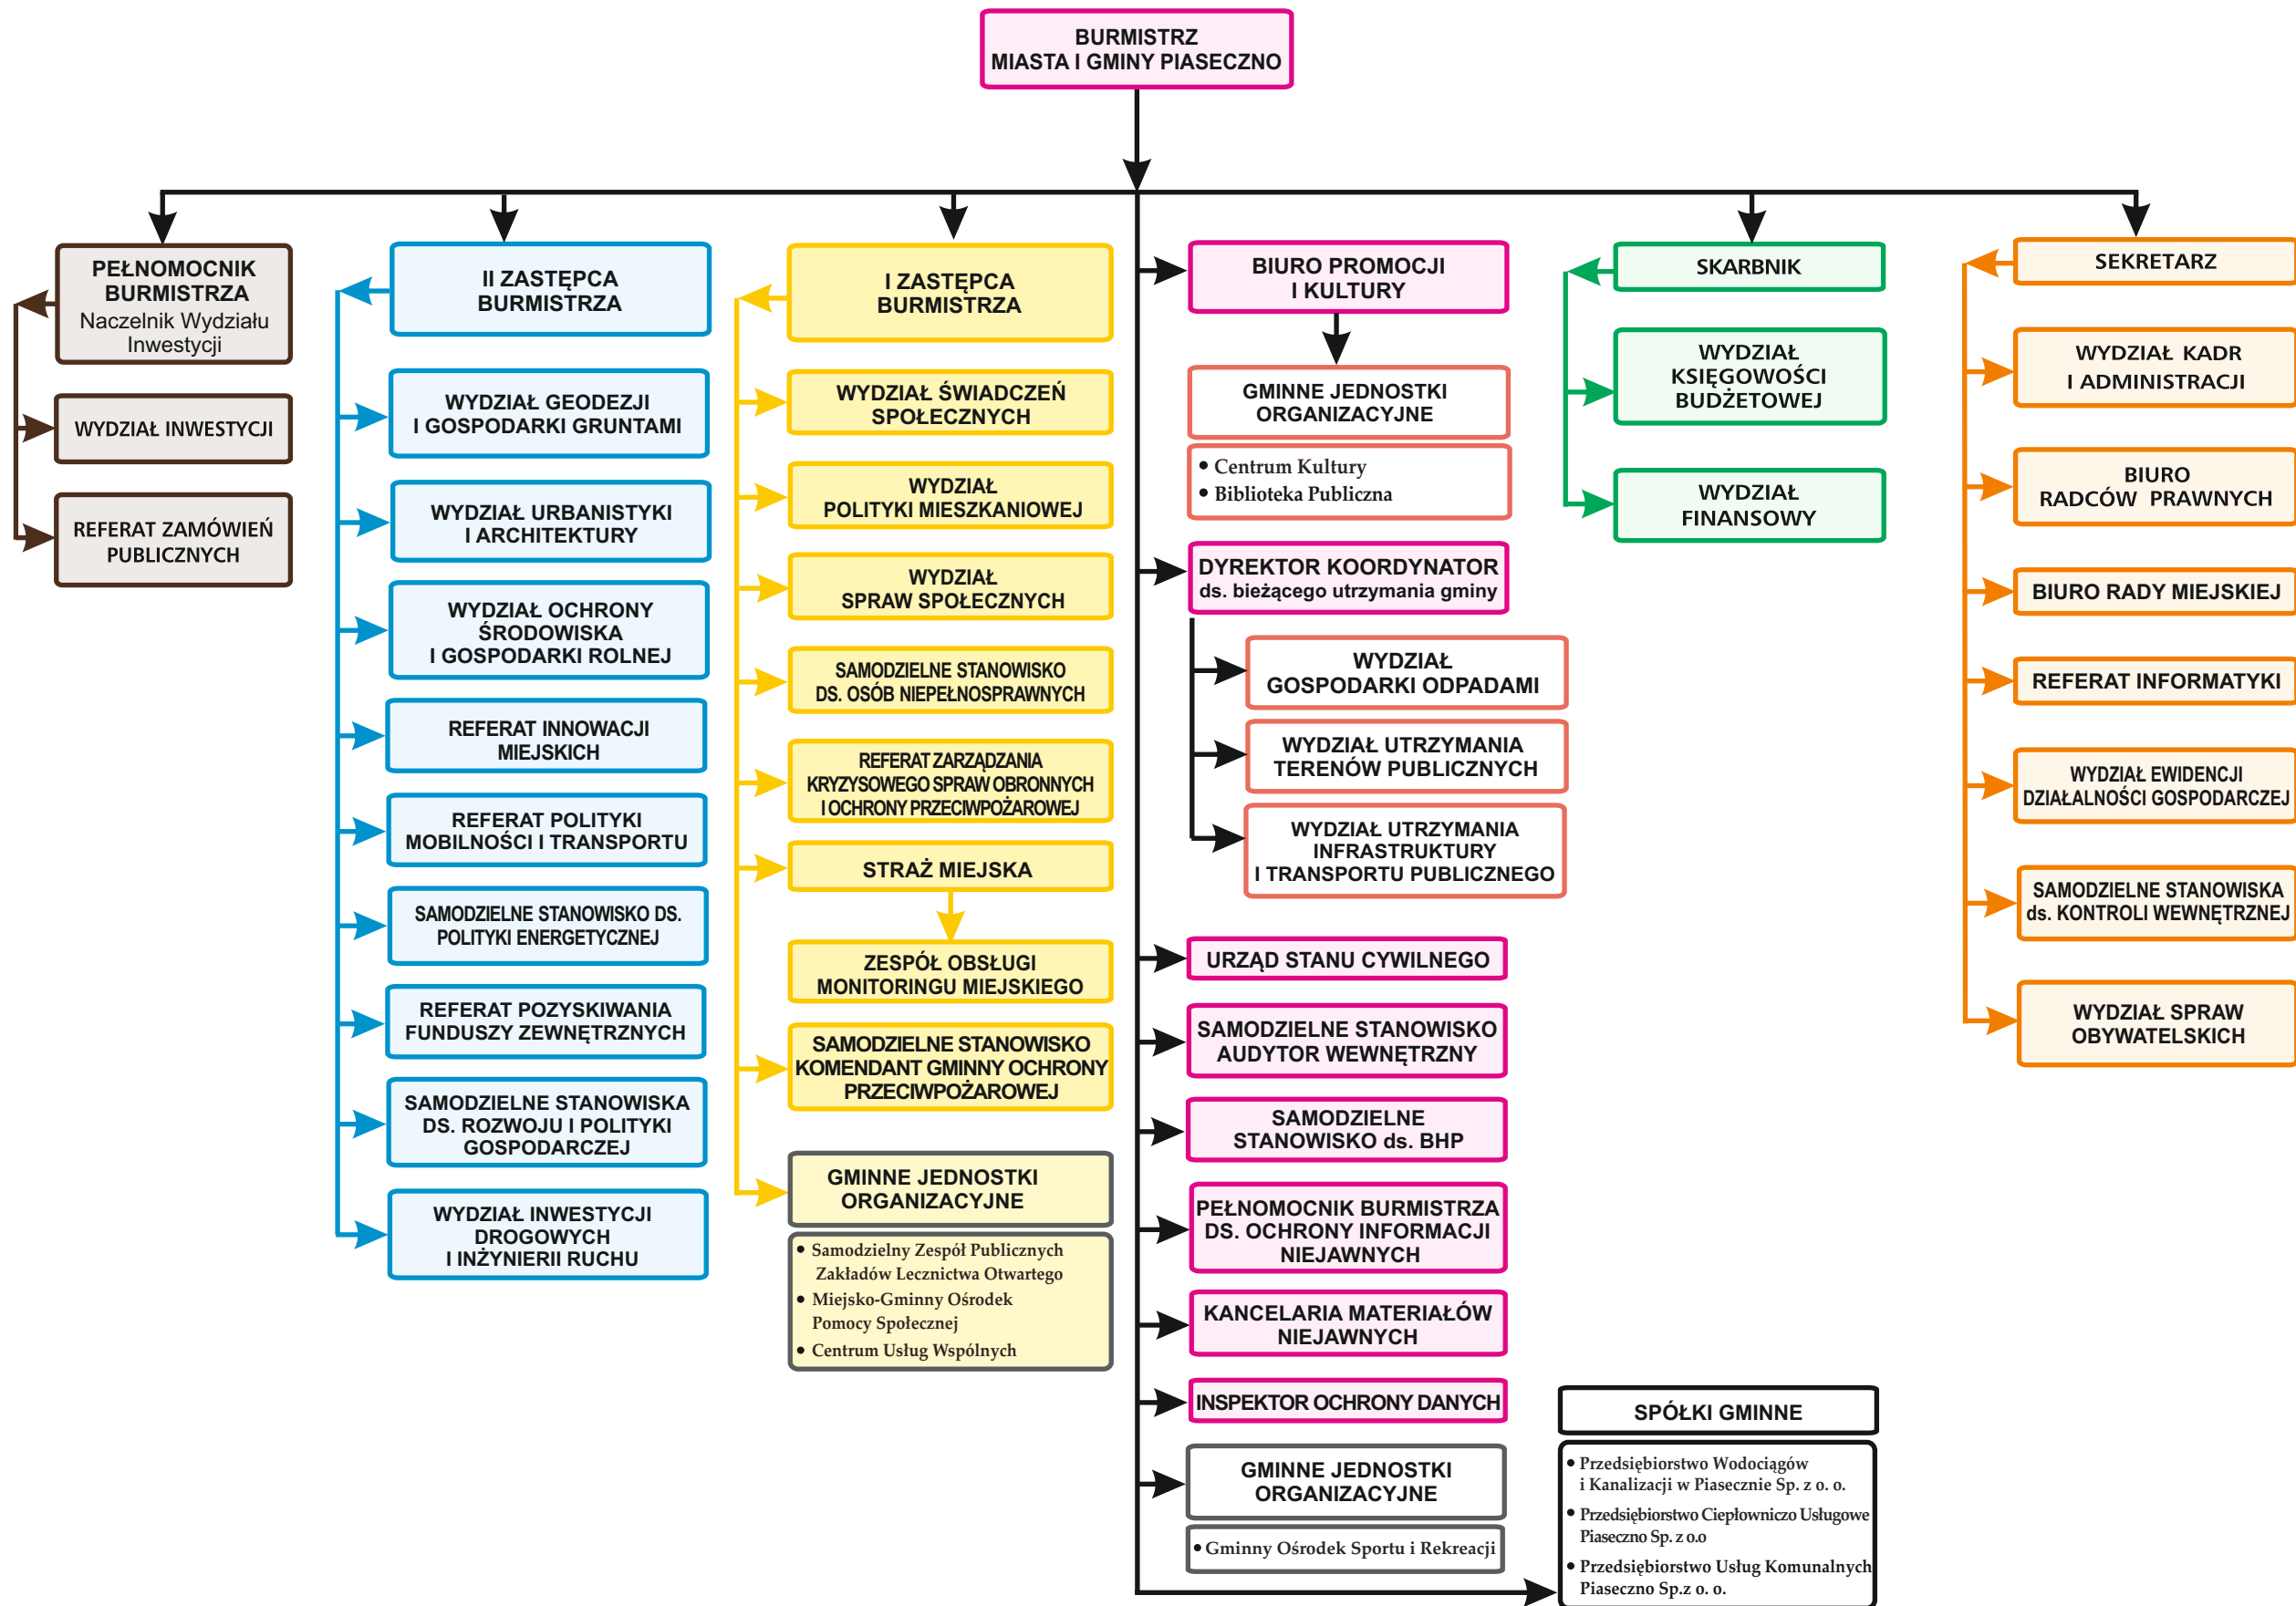 BURMISTRZ
MIASTA I GMINY PIASECZNO
PEŁNOMOCNIK
BURMISTRZA
Naczelnik Wydziału
Inwestycji
WYDZIAŁ INWESTYCJI
REFERAT ZAMÓWIEŃ
PUBLICZNYCH
II ZASTĘPCA
BURMISTRZA
WYDZIAŁ GEODEZJI
I GOSPODARKI GRUNTAMI
WYDZIAŁ URBANISTYKI
I ARCHITEKTURY
WYDZIAŁ OCHRONY
ŚRODOWISKA
I GOSPODARKI ROLNEJ
REFERAT INNOWACJI
MIEJSKICH
REFERAT POLITYKI
MOBILNOŚCI I TRANSPORTU
SAMODZIELNE STANOWISKO DS.
POLITYKI ENERGETYCZNEJ
REFERAT POZYSKIWANIA
FUNDUSZY ZEWNĘTRZNYCH
SAMODZIELNE STANOWISKA
DS. ROZWOJU I POLITYKI
GOSPODARCZEJ
WYDZIAŁ INWESTYCJI
DROGOWYCH
I INŻYNIERII RUCHU
I ZASTĘPCA
BURMISTRZA
WYDZIAŁ ŚWIADCZEŃ
SPOŁECZNYCH
WYDZIAŁ
POLITYKI MIESZKANIOWEJ
WYDZIAŁ
SPRAW SPOŁECZNYCH
SAMODZIELNE STANOWISKO
DS. OSÓB NIEPEŁNOSPRAWNYCH
REFERAT ZARZĄDZANIA
KRYZYSOWEGO SPRAW OBRONNYCH
I OCHRONY PRZECIWPOŻAROWEJ
STRAŻ MIEJSKA
ZESPÓŁ OBSŁUGI
MONITORINGU MIEJSKIEGO
SAMODZIELNE STANOWISKO
KOMENDANT GMINNY OCHRONY
PRZECIWPOŻAROWEJ
GMINNE JEDNOSTKI
ORGANIZACYJNE
• Samodzielny Zespół Publicznych
Zakładów Lecznictwa Otwartego
• Miejsko-Gminny Ośrodek
Pomocy Społecznej
• Centrum Usług Wspólnych
BIURO PROMOCJI
I KULTURY
GMINNE JEDNOSTKI
ORGANIZACYJNE
• Centrum Kultury
• Biblioteka Publiczna
DYREKTOR KOORDYNATOR
ds. bieżącego utrzymania gminy
WYDZIAŁ
GOSPODARKI ODPADAMI
WYDZIAŁ UTRZYMANIA
TERENÓW PUBLICZNYCH
WYDZIAŁ UTRZYMANIA
INFRASTRUKTURY
I TRANSPORTU PUBLICZNEGO
URZĄD STANU CYWILNEGO
SAMODZIELNE STANOWISKO
AUDYTOR WEWNĘTRZNY
SAMODZIELNE
STANOWISKO ds. BHP
PEŁNOMOCNIK BURMISTRZA
DS. OCHRONY INFORMACJI
NIEJAWNYCH
KANCELARIA MATERIAŁÓW
NIEJAWNYCH
INSPEKTOR OCHRONY DANYCH
GMINNE JEDNOSTKI
ORGANIZACYJNE
• Gminny Ośrodek Sportu i Rekreacji
SPÓŁKI GMINNE
• Przedsiębiorstwo Wodociągów
i Kanalizacji w Piasecznie Sp. z o. o.
• Przedsiębiorstwo Ciepłowniczo Usługowe
Piaseczno Sp. z o.o
• Przedsiębiorstwo Usług Komunalnych
Piaseczno Sp.z o. o.
SKARBNIK
WYDZIAŁ
KSIĘGOWOŚCI
BUDŻETOWEJ
WYDZIAŁ
FINANSOWY
SEKRETARZ
WYDZIAŁ KADR
I ADMINISTRACJI
BIURO
RADCÓW PRAWNYCH
BIURO RADY MIEJSKIEJ
REFERAT INFORMATYKI
WYDZIAŁ EWIDENCJI
DZIAŁALNOŚCI GOSPODARCZEJ
SAMODZIELNE STANOWISKA
ds. KONTROLI WEWNĘTRZNEJ
WYDZIAŁ SPRAW
OBYWATELSKICH